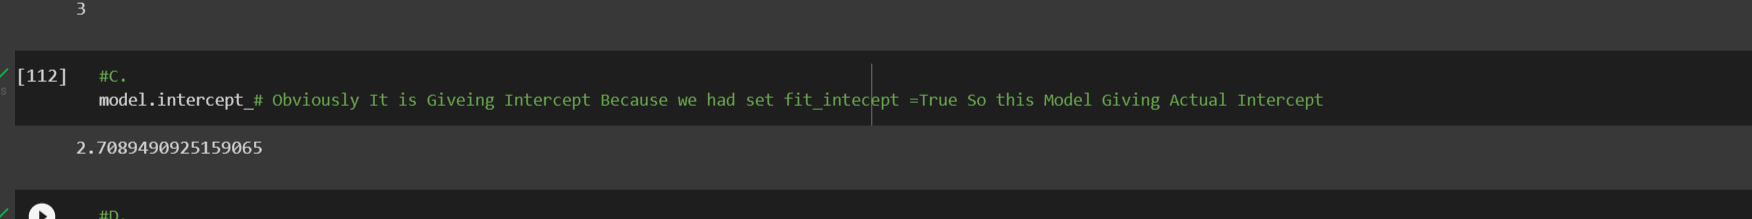 3
[112] #C.
model.intercept_# Obviously It is Giveing Intercept Because we had set fit_intecept =True So this Model Giving Actual Intercept
s
2.7089490925159065
#D.